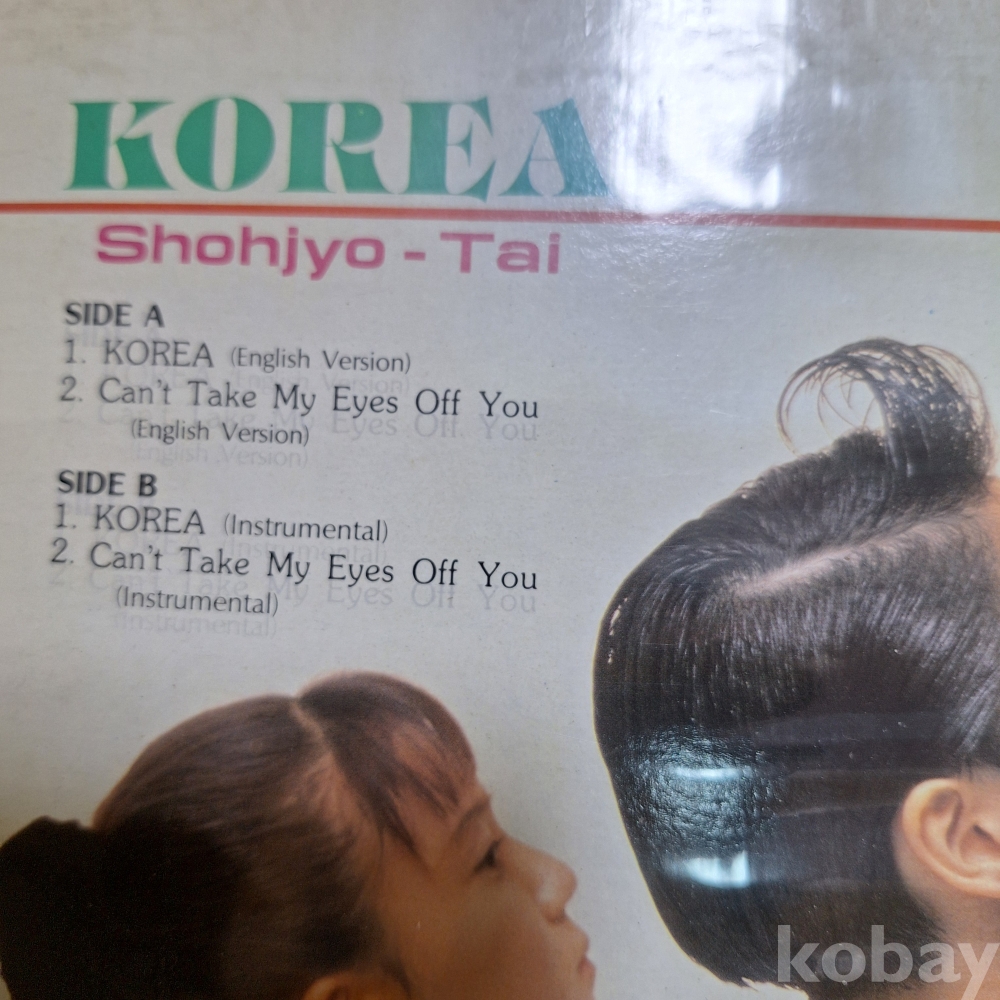 KOREA
Shohjyo - Tai
SIDE A
1. KOREA (English Version)
2. Can't Take My Eyes Off You
(English Version)
SIDE B
1. KOREA (Instrumental)
2. Can't Take My Eyes Off You
(Instrumental)
kobay